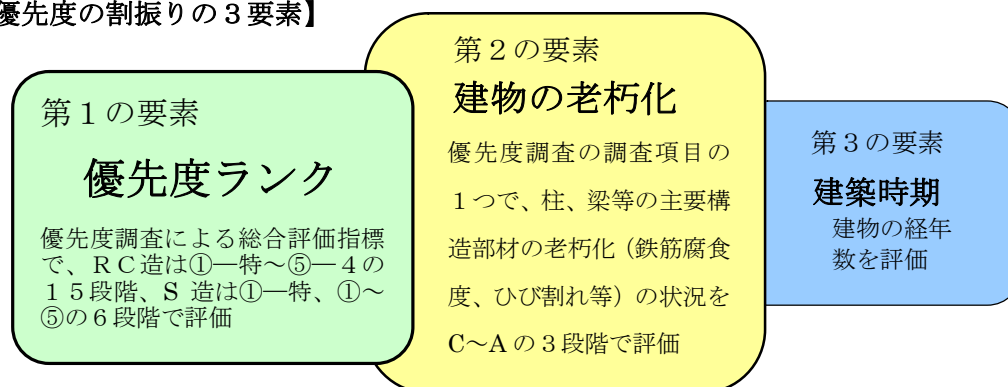 優先度の割振りの３要素】
第１の要素
優先度ランク
優先度調査による総合評価指標
で、ＲＣ造は①―特～⑤―４の
１５段階、S 造は①―特、①～
⑤の６段階で評価
第２の要素
建物の老朽化
優先度調査の調査項目の
１つで、柱、梁等の主要構
造部材の老朽化（鉄筋腐食
度、ひび割れ等）の状況を
C～A の３段階で評価
第３の要素
建築時期
建物の経年
数を評価